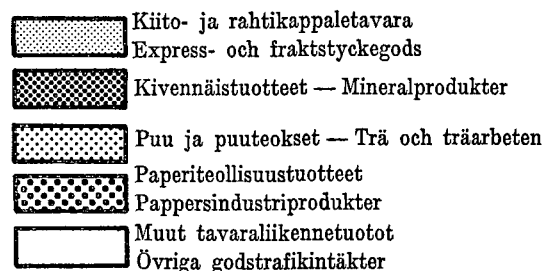 Kiito- ja rahtikappaletavara
Express- och fraktstyckegods
Kivennäistuotteet — Mineralprodukter
Puu ja puuteokset — Trä och träarbeten
Paperiteollisuustuotteet
Pappersindustriprodukter
Muut tavaraliikennetuotot
Övriga godstrafikintäkter